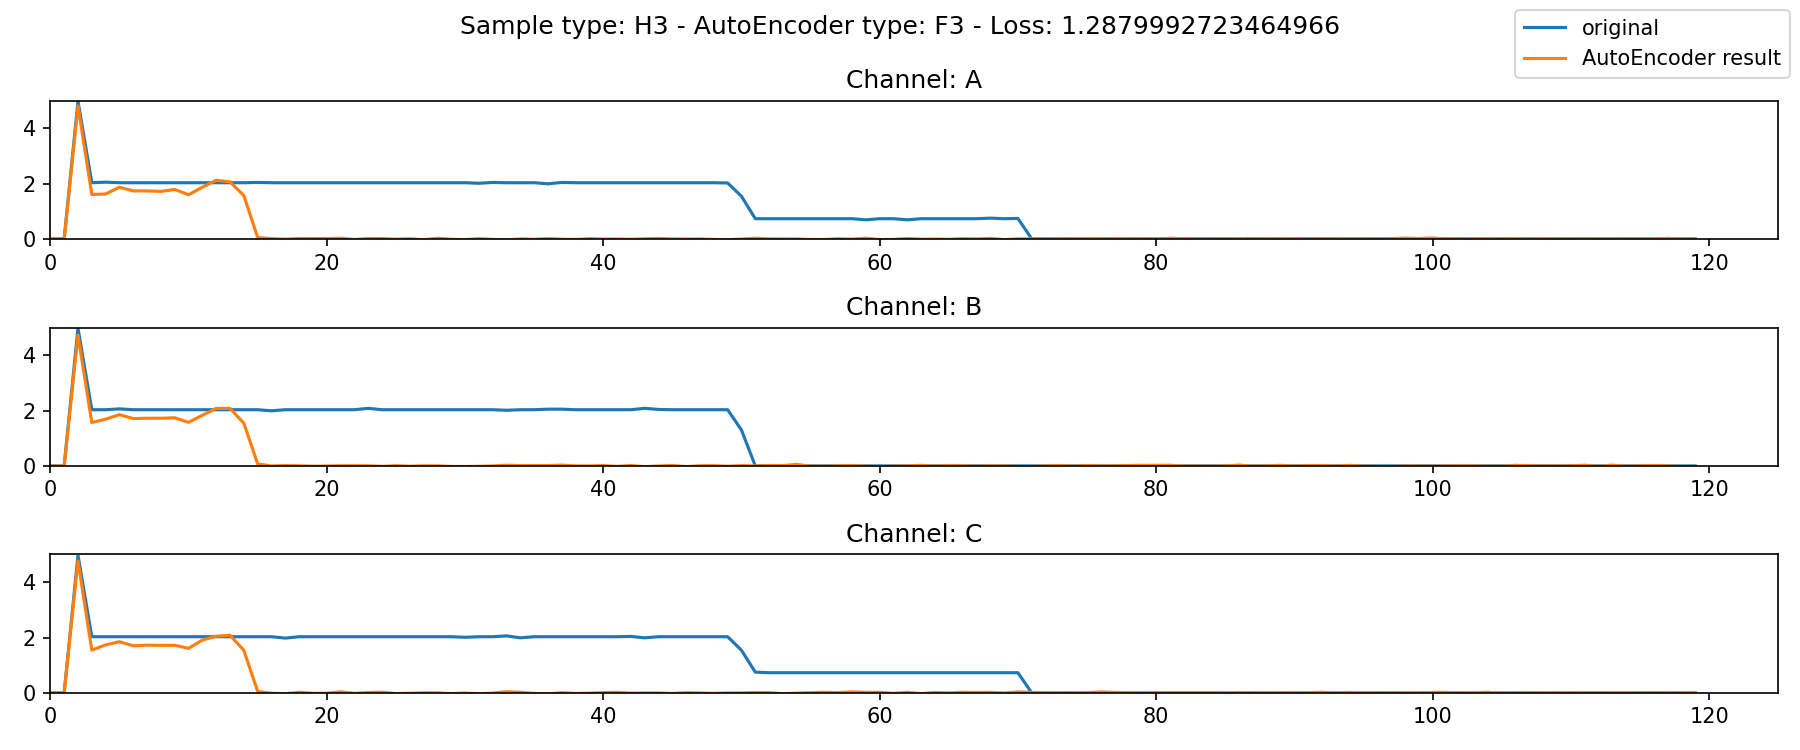 Sample type: H3 - AutoEncoder type: F3 - Loss: 1.2879992723464966
original
AutoEncoder result
Channel: A
4
2
0
0 20 40 60 80 100 120
Channel: B
4
2
0
0 20 40 60 80 100 120
Channel: C
4
2
0
0 20 40 60 80 100 120